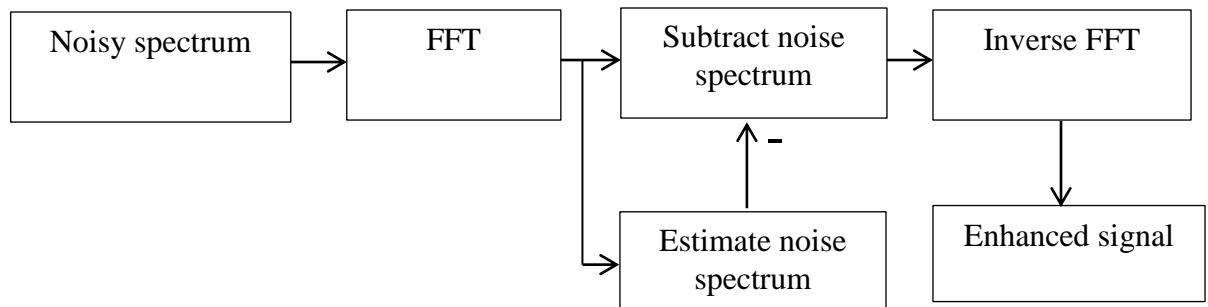 Noisy spectrum
FFT
Subtract noise
spectrum
Inverse FFT
-
Estimate noise
spectrum
Enhanced signal